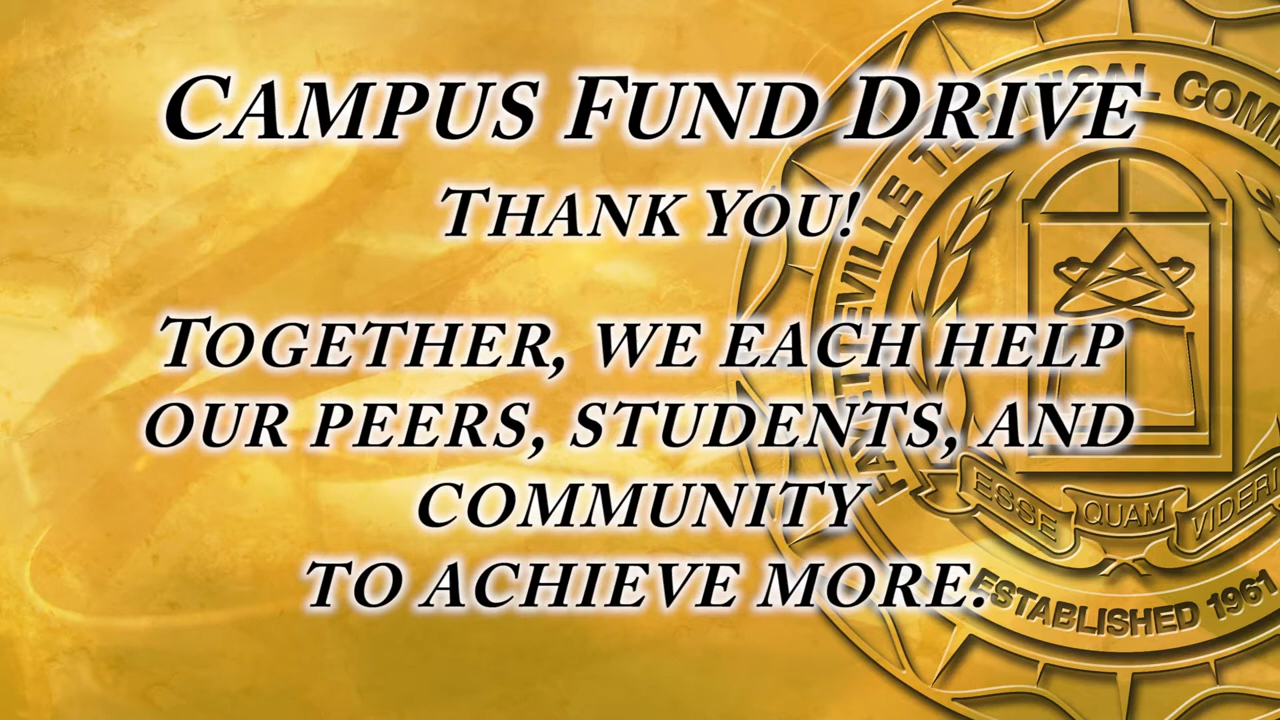 CAMPUS FUND DRIVE
THANK YOU!
TOGETHER, WE EACH HELP
OUR PEERS, STUDENTS, AND
COMMUNITY
TO ACHIEVE MORE.
TECHNICAL COMM
ESSE QUAM VIDERI
ESTABLISHED 1961